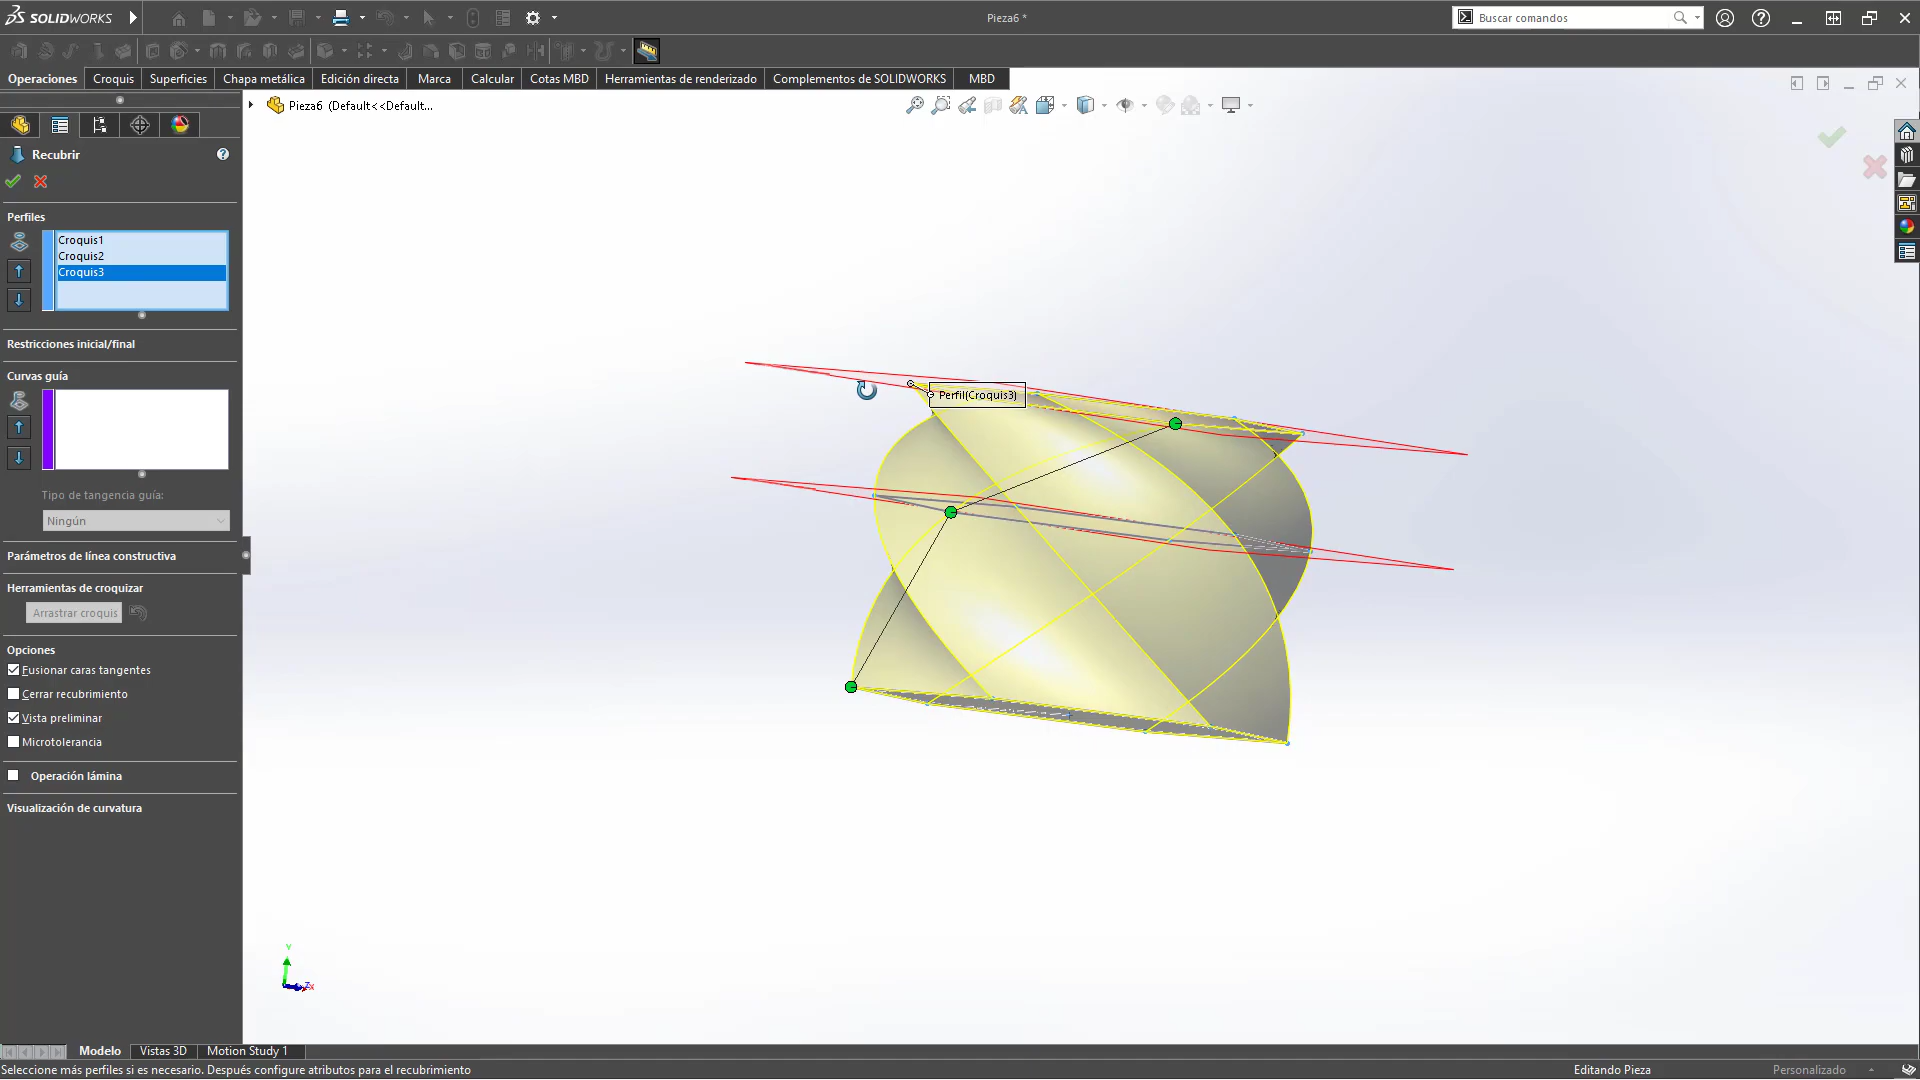 SOLIDWORKS
Pieza6 *
Buscar comandos
Operaciones
Croquis
Superficies
Chapa metálica
Edición directa
Marca
Calcular
Cotas MBD
Herramientas de renderizado
Complementos de SOLIDWORKS
MBD
Pieza6 (Default<<Default...
Recubrir
Perfiles
Croquis1
Croquis2
Croquis3
Restricciones inicial/final
Curvas guía
Tipo de tangencia guía:
Ningún
Parámetros de línea constructiva
Herramientas de croquizar
Arrastrar croquis
Opciones
Fusionar caras tangentes
Cerrar recubrimiento
Vista preliminar
Microtolerancia
Operación lámina
Visualización de curvatura
Perfil(Croquis3)
Modelo
Vistas 3D
Motion Study 1
Seleccione más perfiles si es necesario. Después configure atributos para el recubrimiento
Editando Pieza
Personalizado